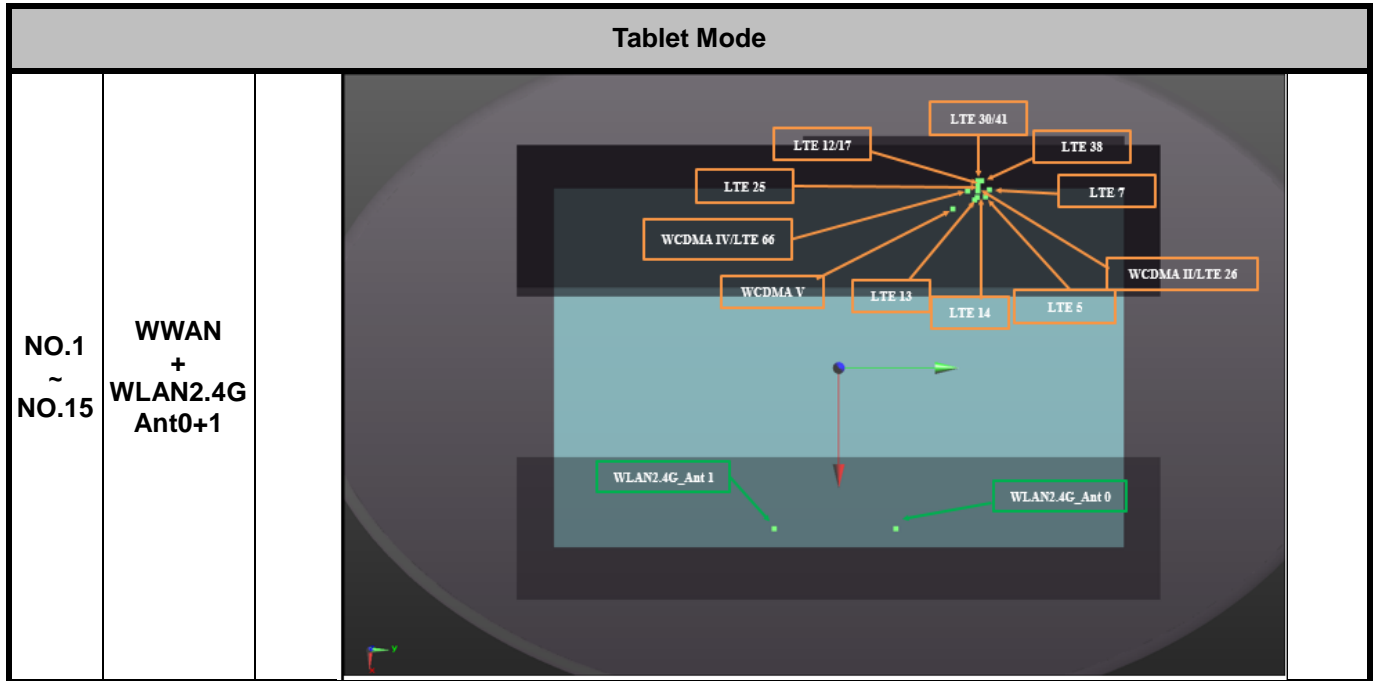 Tablet Mode
NO.1
~
NO.15
WWAN
+
WLAN2.4G
Ant0+1
LTE 30/41
LTE 12/17
LTE 38
LTE 25
LTE 7
WCDMA IV/LTE 66
WCDMA II/LTE 26
WCDMA V
LTE 13
LTE 14
LTE 5
WLAN2.4G_Ant 1
WLAN2.4G_Ant 0
y